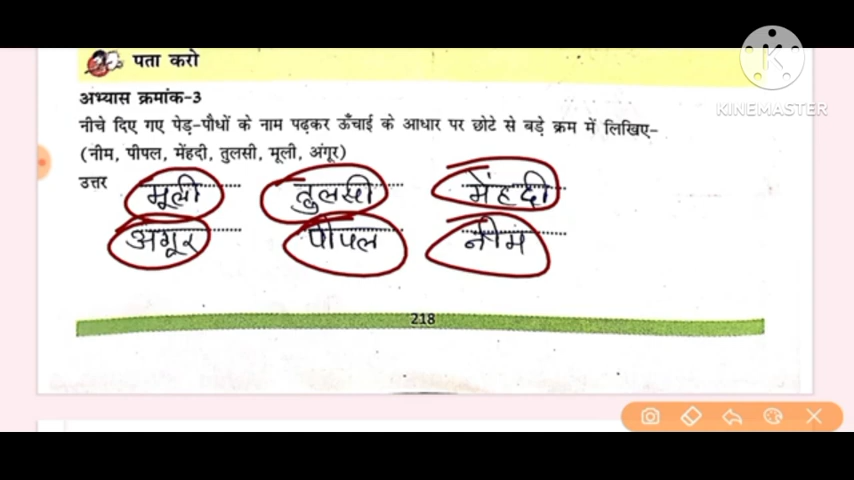 पता करो
KINEMASTER
अभ्यास क्रमांक-3
नीचे दिए गए पेड़-पौधों के नाम पढ़कर ऊँचाई के आधार पर छोटे से बड़े क्रम में लिखिए-
(नीम, पीपल, मेंहदी, तुलसी, मूली, अंगूर)
उत्तर मूली तुलसी मेंहदी
अंगूर पीपल नीम
218